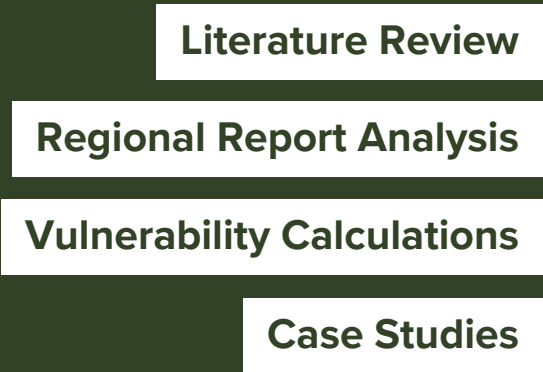 Literature Review
Regional Report Analysis
Vulnerability Calculations
Case Studies